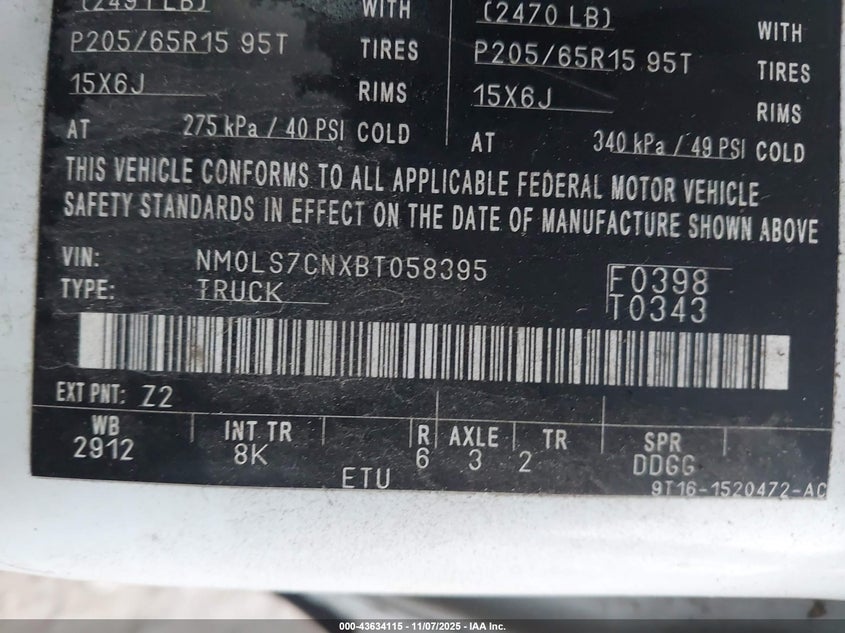 (2491 LB) WITH
P205/65R15 95T TIRES
15X6J RIMS
AT 275 kPa / 40 PSI COLD
(2470 LB) WITH
P205/65R15 95T TIRES
15X6J RIMS
AT 340 kPa / 49 PSI COLD
THIS VEHICLE CONFORMS TO ALL APPLICABLE FEDERAL MOTOR VEHICLE
SAFETY STANDARDS IN EFFECT ON THE DATE OF MANUFACTURE SHOWN ABOVE
VIN: NM0LS7CNXBT058395 F0398
TYPE: TRUCK T0343
EXT PNT: Z2
WB INT TR R AXLE TR SPR
2912 8K 6 3 2 DDGG
ETU 9T16-1520472-AC
000-43634115 - 11/07/2025 - IAA Inc.